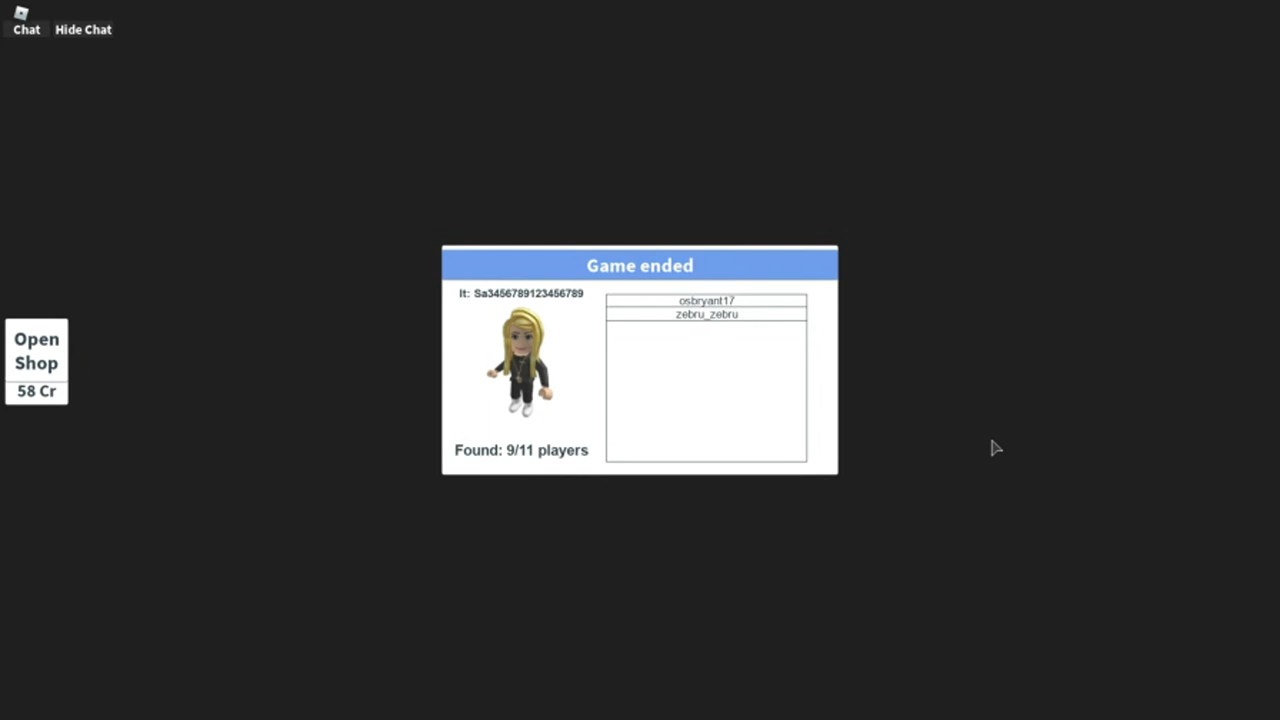 Chat Hide Chat
Game ended
It: Sa3456789123456789
osbryant17
zebru_zebru
Open
Shop
58 Cr
Found: 9/11 players